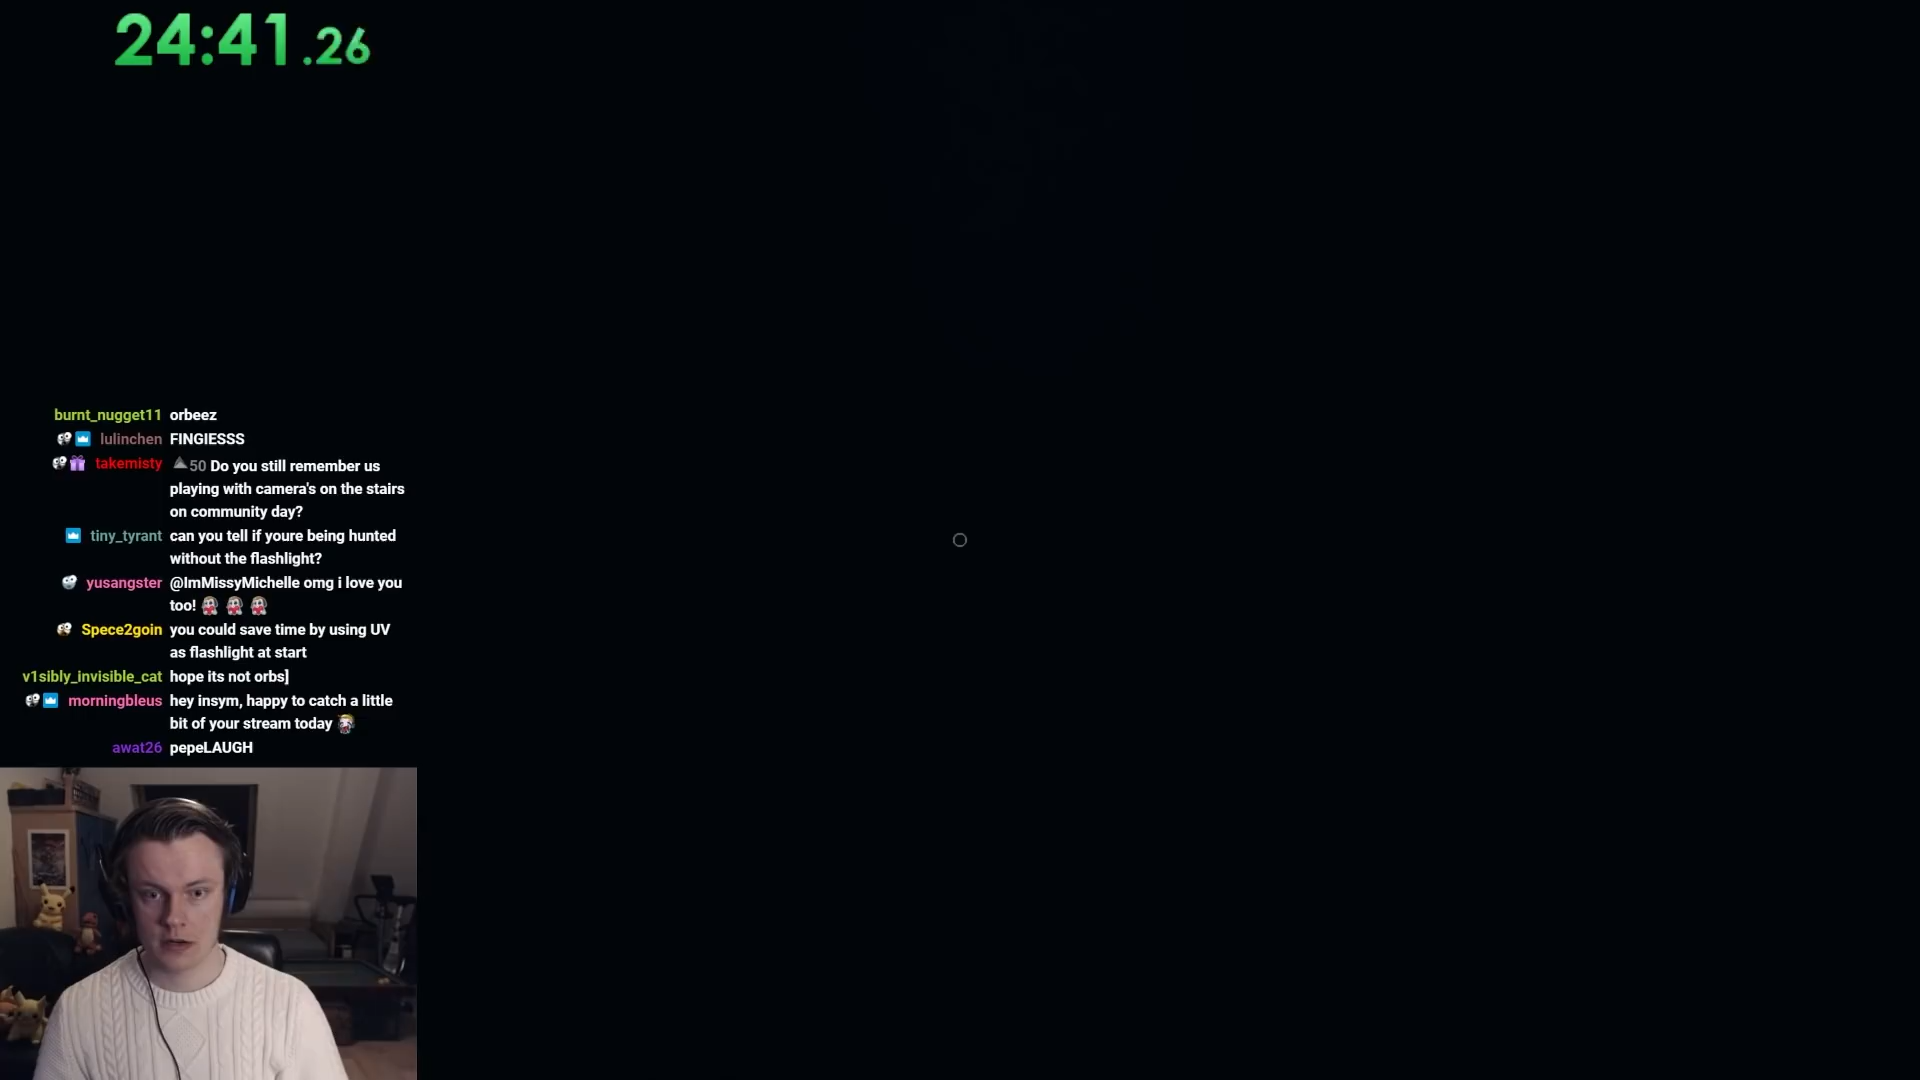 24:41.26
burnt_nugget11 orbeez
lulinchen FINGIESSS
takemisty 50 Do you still remember us
playing with camera's on the stairs
on community day?
tiny_tyrant can you tell if youre being hunted
without the flashlight?
yusangster @ImMissyMichelle omg i love you
too!
Spece2goin you could save time by using UV
as flashlight at start
v1sibly_invisible_cat hope its not orbs]
morningbleus hey insym, happy to catch a little
bit of your stream today
awat26 pepeLAUGH